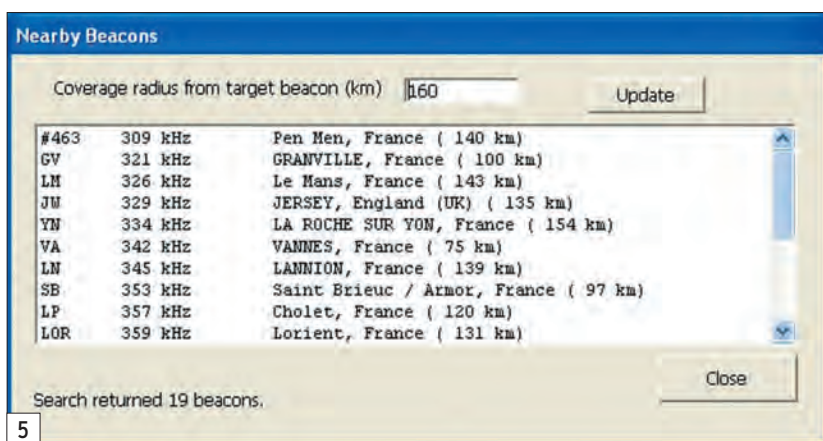 Nearby Beacons
Coverage radius from target beacon (km) 160 Update
#463 309 kHz Pen Men, France ( 140 km)
GV 321 kHz GRANVILLE, France ( 100 km)
LM 326 kHz Le Mans, France ( 143 km)
JW 329 kHz JERSEY, England (UK) ( 135 km)
YN 334 kHz LA ROCHE SUR YON, France ( 154 km)
VA 342 kHz VANNES, France ( 75 km)
LN 345 kHz LANNION, France ( 139 km)
SB 353 kHz Saint Brieuc / Armor, France ( 97 km)
LP 357 kHz Cholet, France ( 120 km)
LOR 359 kHz Lorient, France ( 131 km)
Close
Search returned 19 beacons.
5